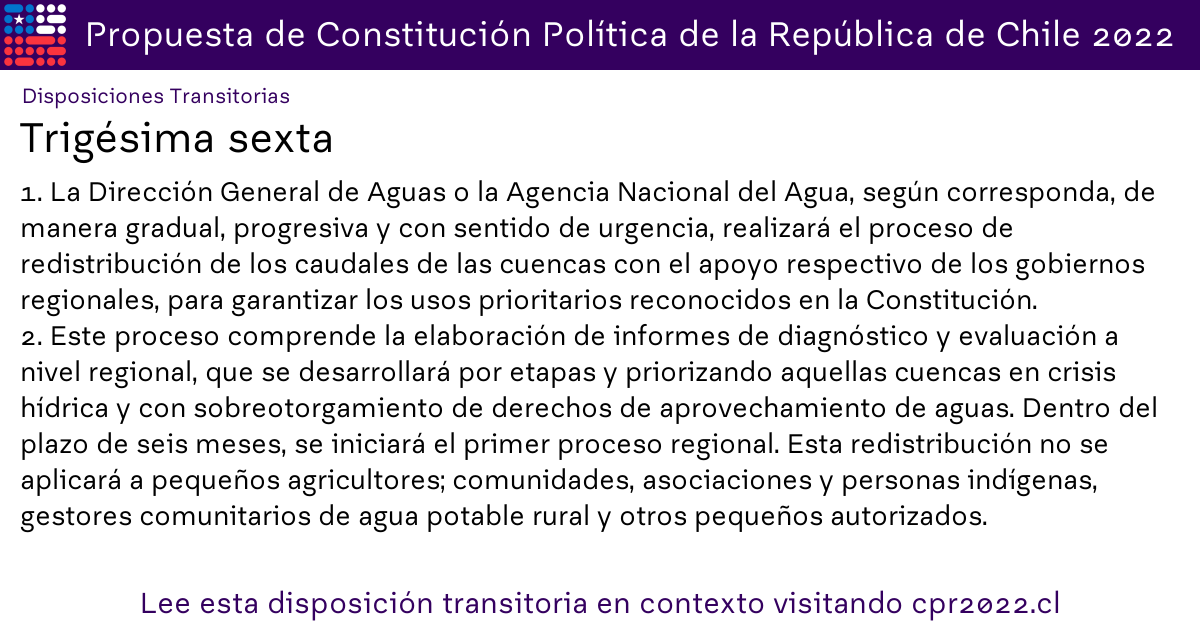 Propuesta de Constitución Política de la República de Chile 2022
Disposiciones Transitorias
Trigésima sexta
1. La Dirección General de Aguas o la Agencia Nacional del Agua, según corresponda, de
manera gradual, progresiva y con sentido de urgencia, realizará el proceso de
redistribución de los caudales de las cuencas con el apoyo respectivo de los gobiernos
regionales, para garantizar los usos prioritarios reconocidos en la Constitución.
2. Este proceso comprende la elaboración de informes de diagnóstico y evaluación a
nivel regional, que se desarrollará por etapas y priorizando aquellas cuencas en crisis
hídrica y con sobreotorgamiento de derechos de aprovechamiento de aguas. Dentro del
plazo de seis meses, se iniciará el primer proceso regional. Esta redistribución no se
aplicará a pequeños agricultores; comunidades, asociaciones y personas indígenas,
gestores comunitarios de agua potable rural y otros pequeños autorizados.
Lee esta disposición transitoria en contexto visitando cpr2022.cl